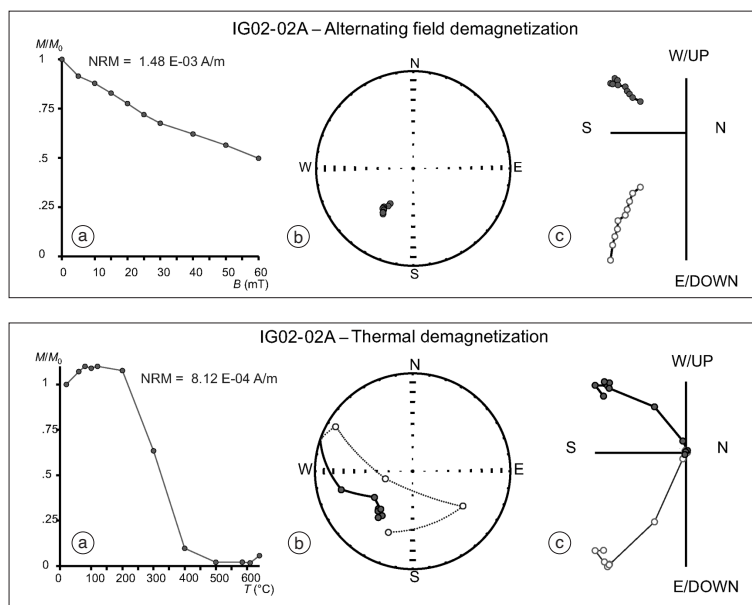 IG02-02A – Alternating field demagnetization
M/M0
NRM = 1.48 E-03 A/m
1
.75
.5
.25
0
0 10 20 30 40 50 60
B (mT)
a
N
W
E
S
b
W/UP
S
N
E/DOWN
c
IG02-02A – Thermal demagnetization
M/M0
NRM = 8.12 E-04 A/m
1
.75
.5
.25
0
0 100 200 300 400 500 600
T (°C)
a
N
W
E
S
b
W/UP
S
N
E/DOWN
c